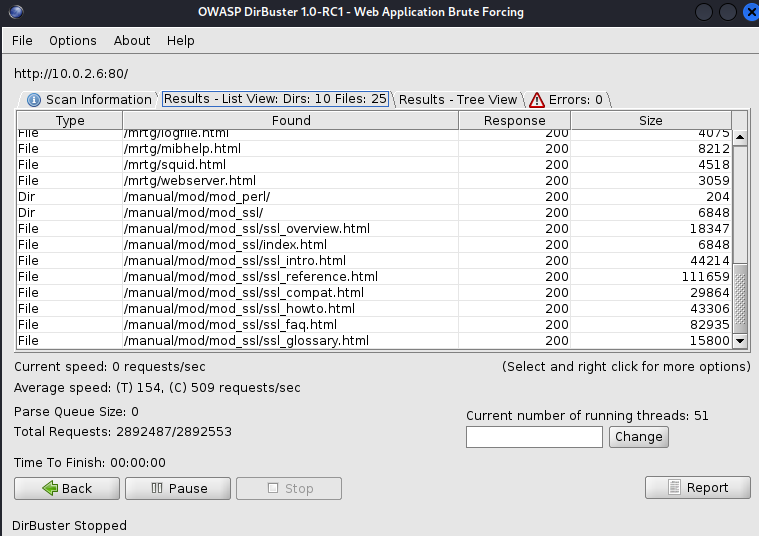 OWASP DirBuster 1.0-RC1 - Web Application Brute Forcing
File Options About Help
http://10.0.2.6:80/
Scan Information Results - List View: Dirs: 10 Files: 25 Results - Tree View Errors: 0
Type Found Response Size
File /mrtg/logfile.html 200 4075
File /mrtg/mibhelp.html 200 8212
File /mrtg/squid.html 200 4518
File /mrtg/webserver.html 200 3059
Dir /manual/mod/mod_perl/ 200 204
Dir /manual/mod/mod_ssl/ 200 6848
File /manual/mod/mod_ssl/ssl_overview.html 200 18347
File /manual/mod/mod_ssl/index.html 200 6848
File /manual/mod/mod_ssl/ssl_intro.html 200 44214
File /manual/mod/mod_ssl/ssl_reference.html 200 111659
File /manual/mod/mod_ssl/ssl_compat.html 200 29864
File /manual/mod/mod_ssl/ssl_howto.html 200 43306
File /manual/mod/mod_ssl/ssl_faq.html 200 82935
File /manual/mod/mod_ssl/ssl_glossary.html 200 15800
Current speed: 0 requests/sec (Select and right click for more options)
Average speed: (T) 154, (C) 509 requests/sec
Parse Queue Size: 0 Current number of running threads: 51
Total Requests: 2892487/2892553 Change
Time To Finish: 00:00:00
Back Pause Stop Report
DirBuster Stopped